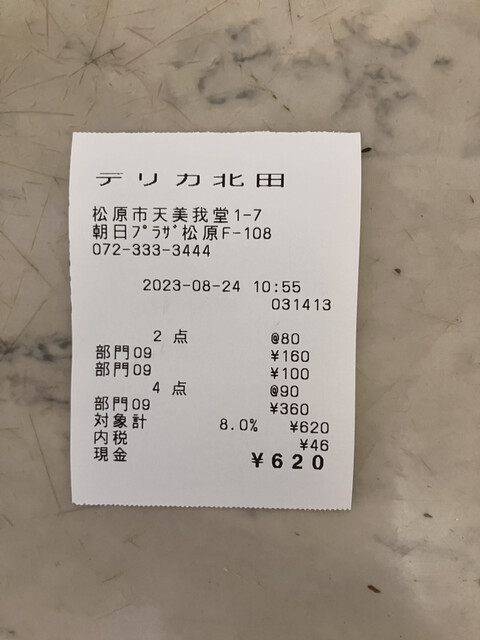 デリカ北田
松原市天美我堂1-7
朝日ﾌﾟﾗｻﾞ松原F-108
072-333-3444
2023-08-24 10:55
031413
2点 @80
部門09 ¥160
部門09 ¥100
4点 @90
部門09 ¥360
対象計 8.0% ¥620
内税 ¥46
現金 ¥620